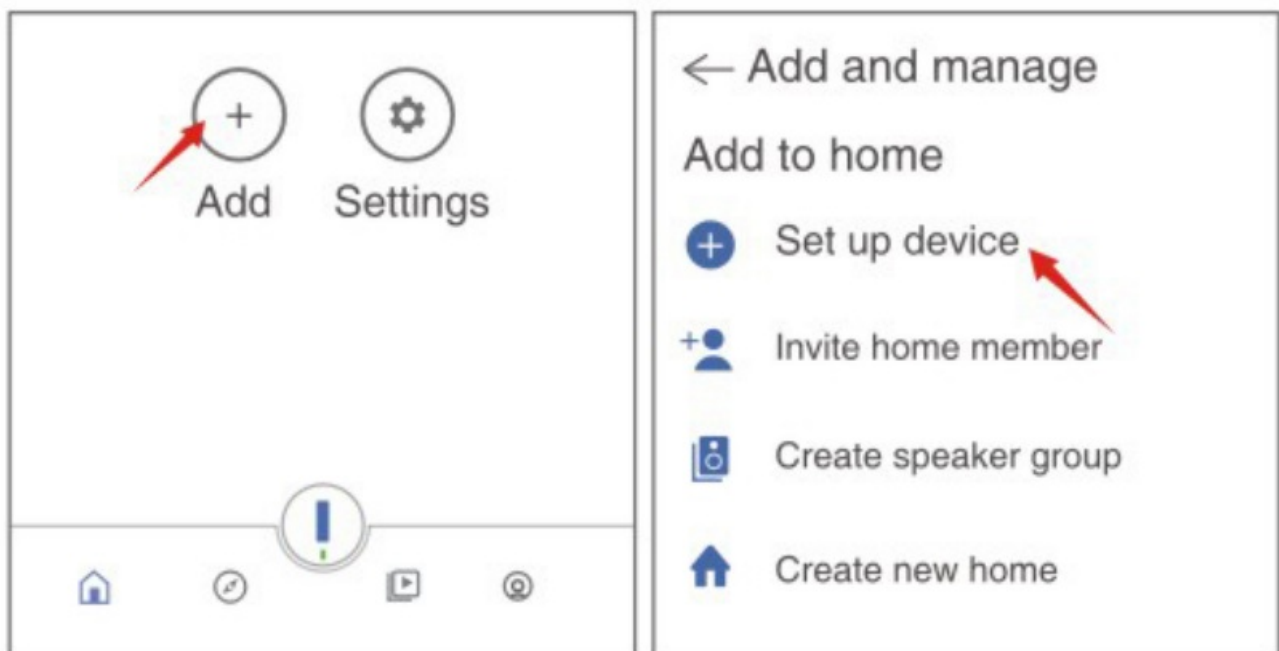 Add
Settings
Add and manage
Add to home
Set up device
Invite home member
Create speaker group
Create new home